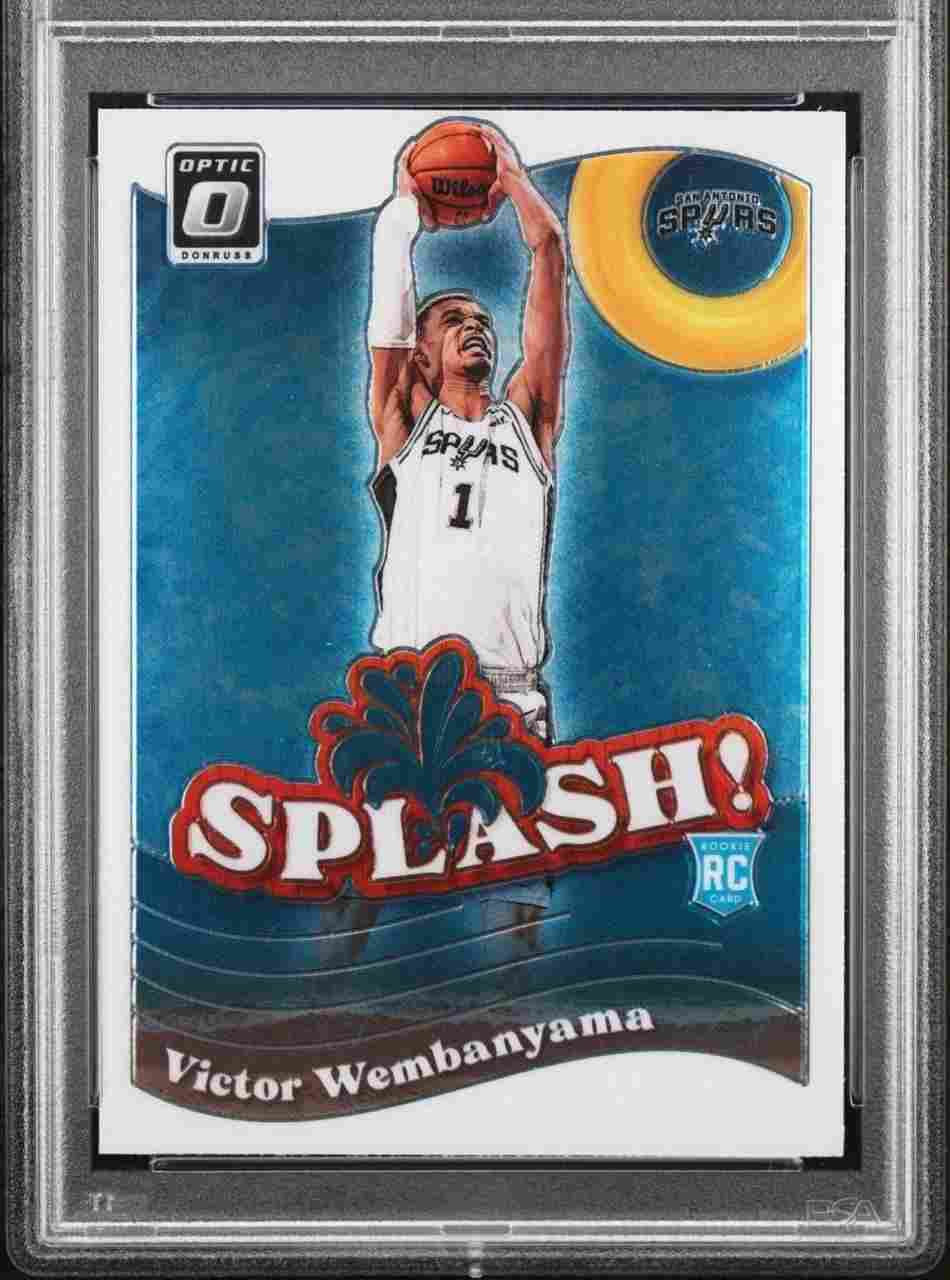 OPTIC
O
DONRUSS
Wilson
SAN ANTONIO
SPURS
SPURS
1
SPLASH!
ROOKIE
RC
CARD
Victor Wembanyama
PSA